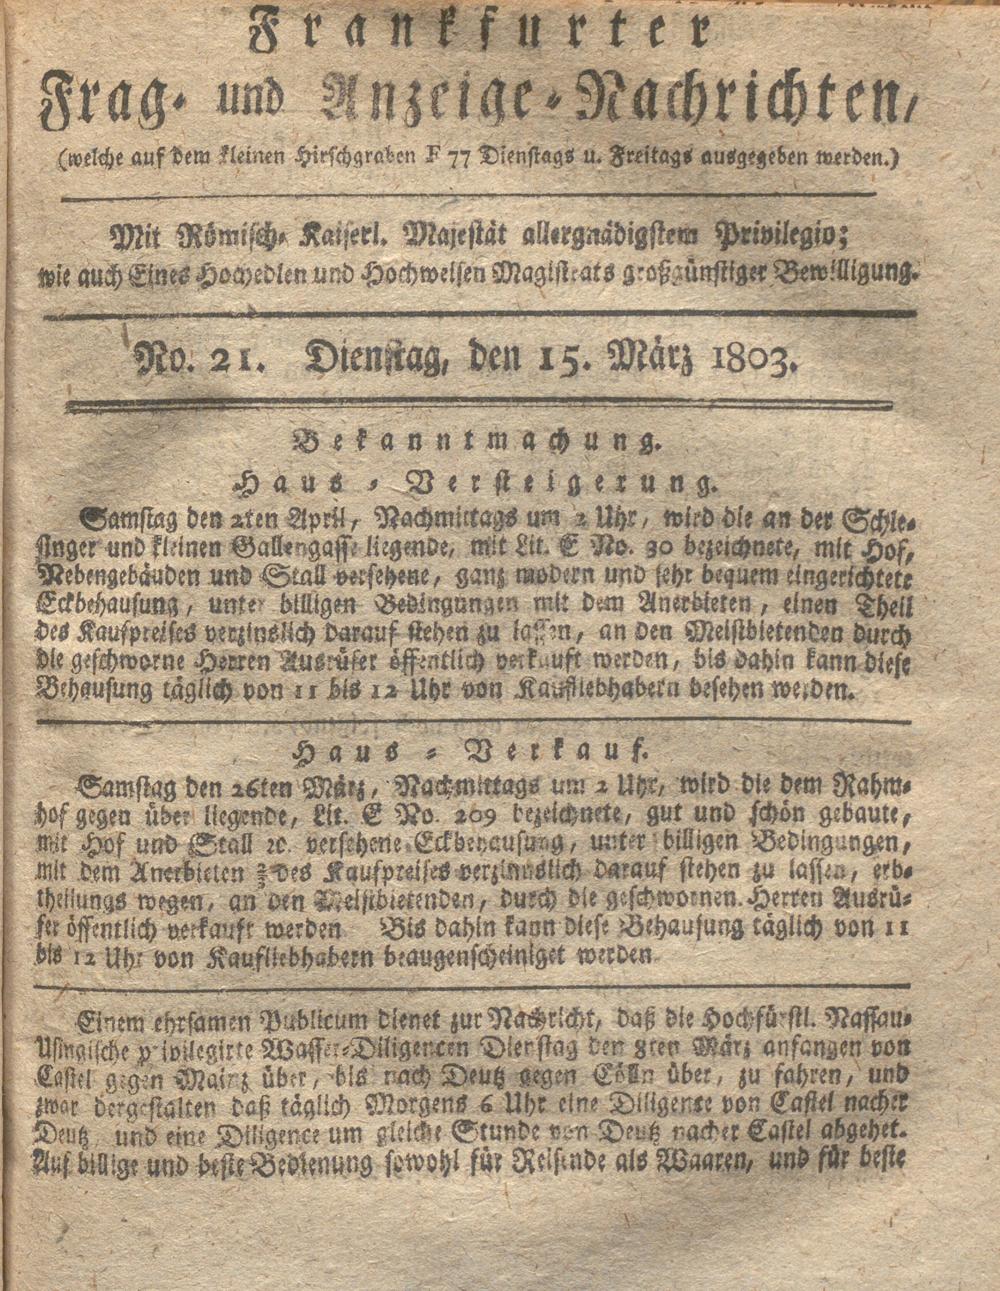 Frankfurter
Frag- und Anzeige-Nachrichten,
(welche auf dem kleinen Hirschgraben F 77 Dienstags u. Freitags ausgegeben werden.)
Mit Römisch- Kaiserl. Majestät allergnädigstem Privilegio;
wie auch Eines Hochedlen und Hochweisen Magistrats großgünstiger Bewilligung.
No. 21. Dienstag, den 15. März 1803.
Bekanntmachung.
Haus-Versteigerung.
Samstag den 2ten April, Nachmittags um 2 Uhr, wird die an der Schle-
singer und kleinen Gallengasse liegende, mit Lit. E No. 30 bezeichnete, mit Hof,
Nebengebäuden und Stall versehene, ganz modern und sehr bequem eingerichtete
Eckbehausung, unter billigen Bedingungen mit dem Anerbieten, einen Theil
des Kaufpreises verzinslich darauf stehen zu lassen, an den Meistbietenden durch
die geschworne Herren Ausrüfer öffentlich verkauft werden, bis dahin kann diese
Behausung täglich von 11 bis 12 Uhr von Kaufliebhabern besehen werden.
Haus-Verkauf.
Samstag den 26ten März, Nachmittags um 2 Uhr, wird die dem Rahm-
hof gegen über liegende, Lit. E No. 209 bezeichnete, gut und schön gebaute,
mit Hof und Stall ꝛc. versehene Eckbehausung, unter billigen Bedingungen,
mit dem Anerbieten ⅔ des Kaufpreises verzinnslich darauf stehen zu lassen, erb-
theilungs wegen, an den Meistbietenden, durch die geschwornen Herren Ausrü-
fer öffentlich verkauft werden Bis dahin kann diese Behausung täglich von 11
bis 12 Uhr von Kaufliebhabern beaugenscheiniget werden.
Einem ehrsamen Publicum dienet zur Nachricht, daß die Hochfürstl. Nassau-
Usingische privilegirte Wasser-Diligencen Dienstag den 8ten März anfangen von
Castel gegen Mainz über, bis nach Deutz gegen Cölln über, zu fahren, und
zwar dergestalten daß täglich Morgens 6 Uhr eine Diligence von Castel nacher
Deutz, und eine Diligence um gleiche Stunde von Deutz nacher Castel abgehet.
Auf billige und beste Bedienung sowohl für Reisende als Waaren, und für beste